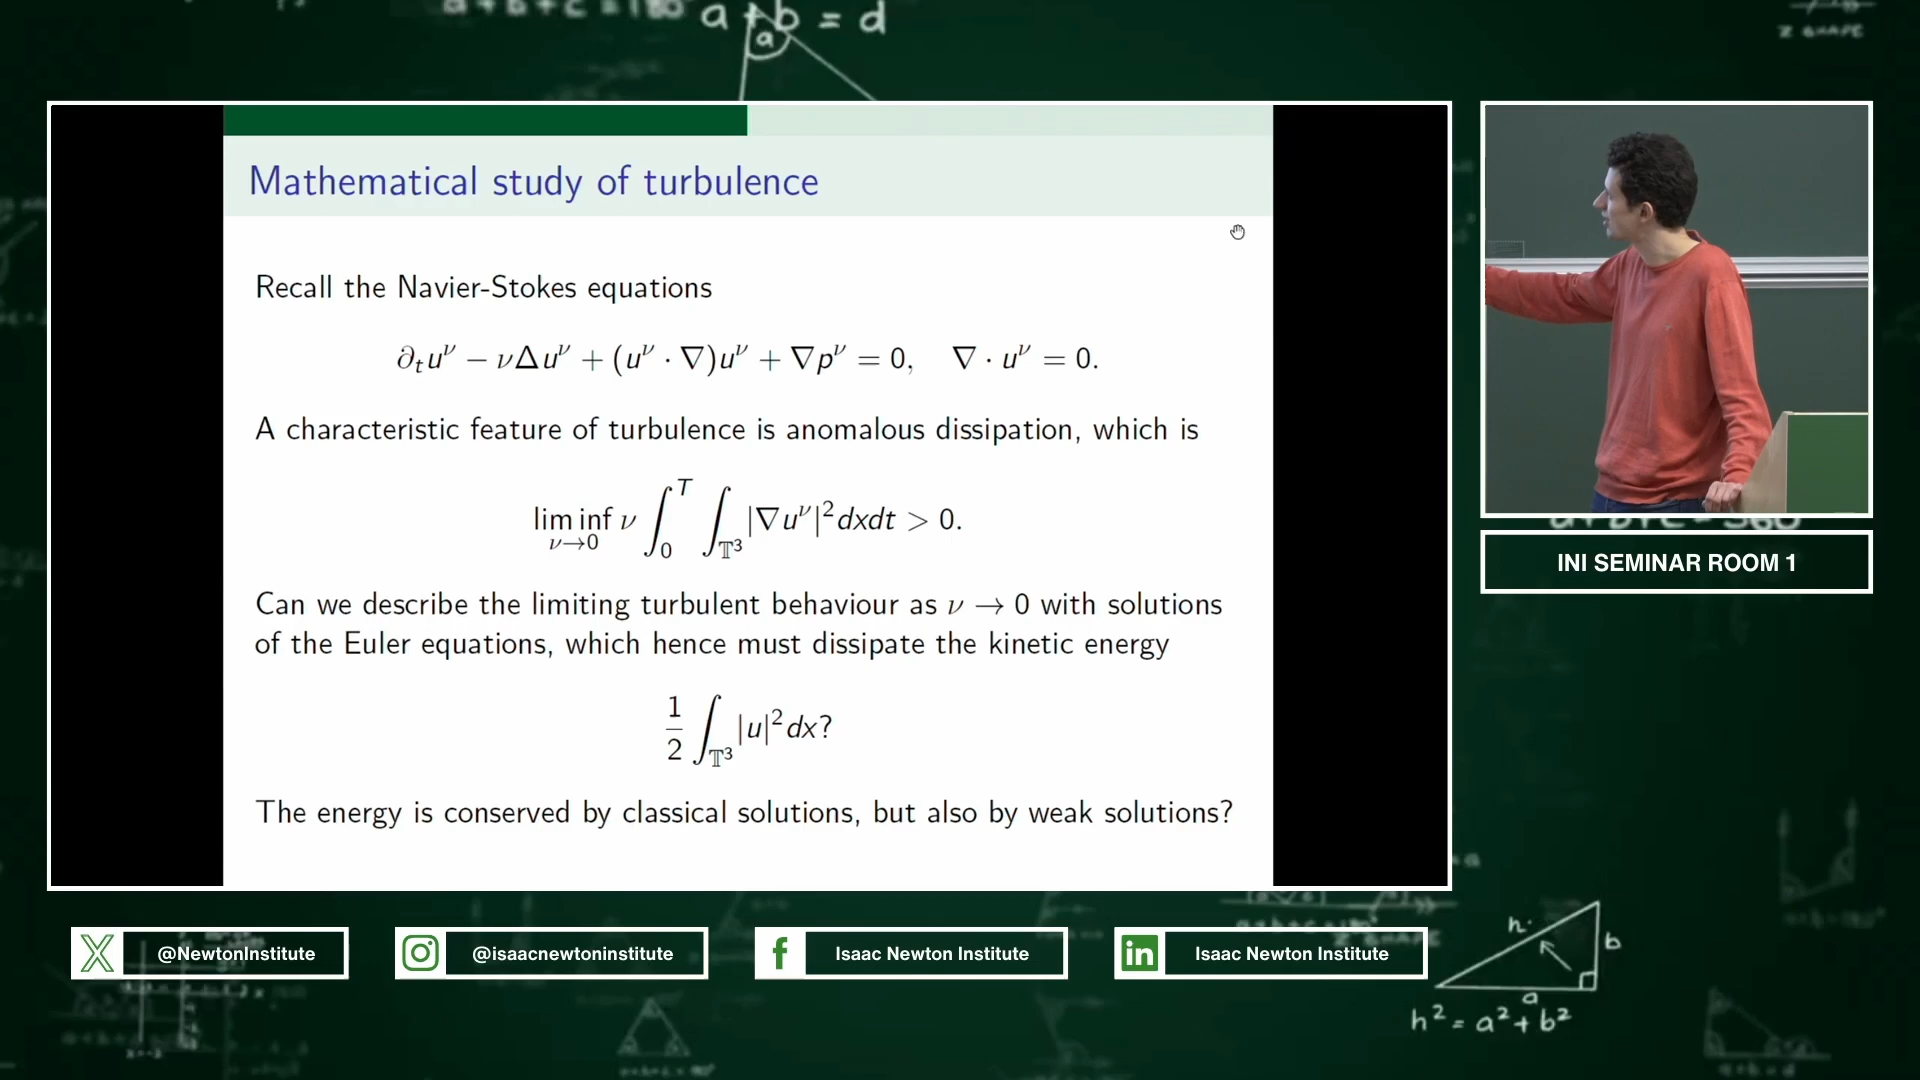 a + b = d
a
Z SHAPE
Mathematical study of turbulence
Recall the Navier-Stokes equations
∂ₜu^ν − νΔu^ν + (u^ν · ∇)u^ν + ∇p^ν = 0, ∇ · u^ν = 0.
A characteristic feature of turbulence is anomalous dissipation, which is
lim inf_{ν→0} ν ∫₀^T ∫_{𝕋³} |∇u^ν|² dxdt > 0.
Can we describe the limiting turbulent behaviour as ν → 0 with solutions
of the Euler equations, which hence must dissipate the kinetic energy
1/2 ∫_{𝕋³} |u|² dx?
The energy is conserved by classical solutions, but also by weak solutions?
INI SEMINAR ROOM 1
@NewtonInstitute
@isaacnewtoninstitute
f
Isaac Newton Institute
in
Isaac Newton Institute
h
b
a
h² = a² + b²